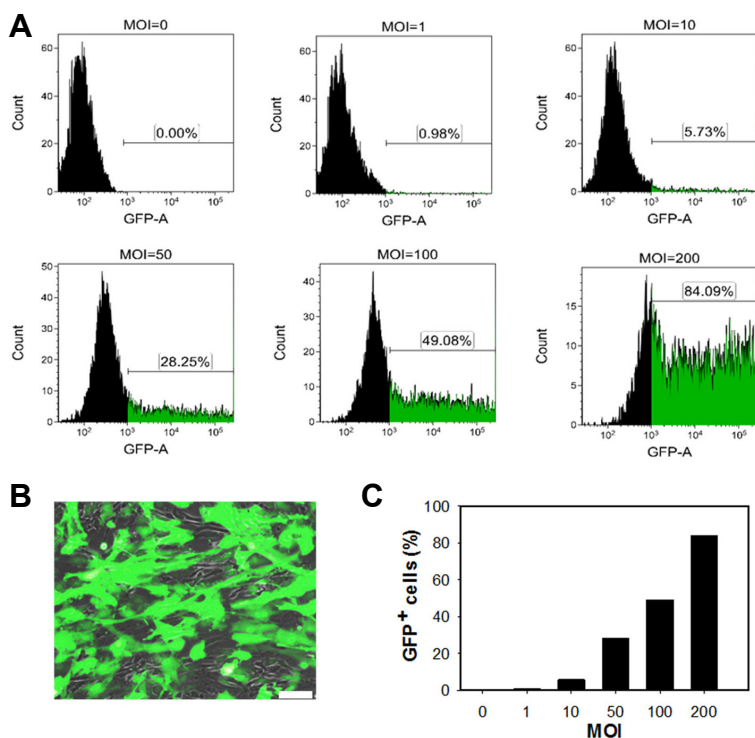 A
MOI=0
60
40
20
0
Count
0.00%
10² 10³ 10⁴ 10⁵
GFP-A
MOI=1
60
40
20
0
Count
0.98%
10² 10³ 10⁴ 10⁵
GFP-A
MOI=10
60
40
20
0
Count
5.73%
10² 10³ 10⁴ 10⁵
GFP-A
MOI=50
50
40
30
20
10
0
Count
28.25%
10² 10³ 10⁴ 10⁵
GFP-A
MOI=100
40
30
20
10
0
Count
49.08%
10² 10³ 10⁴ 10⁵
GFP-A
MOI=200
15
10
5
0
Count
84.09%
10² 10³ 10⁴ 10⁵
GFP-A
B
C
100
80
60
40
20
0
GFP⁺ cells (%)
0 1 10 50 100 200
MOI